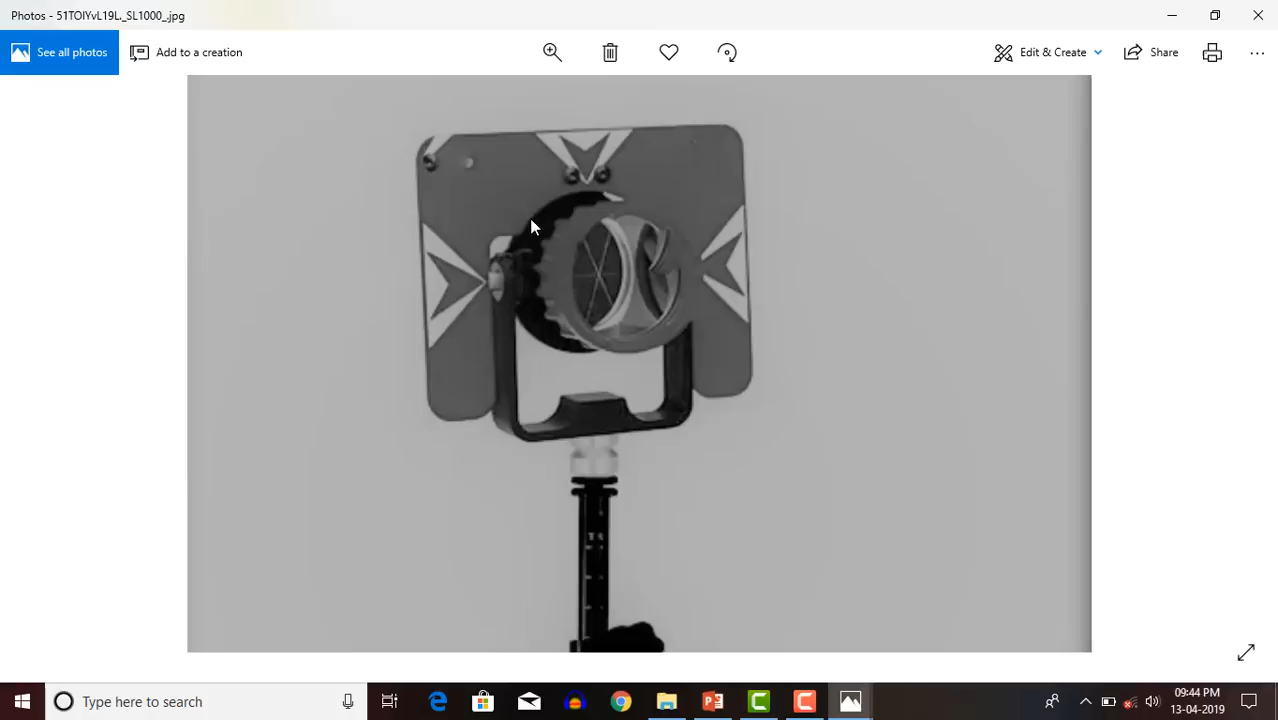 Photos - 51TOIYvL19L._SL1000_.jpg
See all photos
Add to a creation
Edit & Create
Share
Type here to search
09:44 PM
13-04-2019